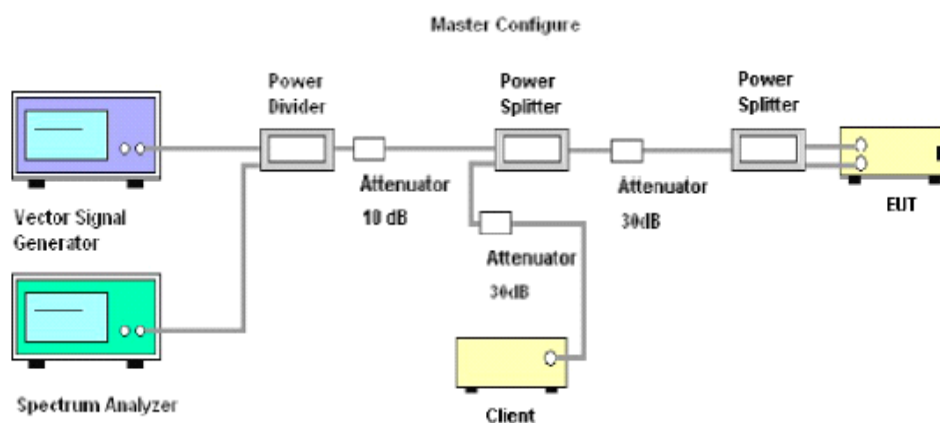 Master Configure
Power
Divider
Power
Splitter
Power
Splitter
Attenuator
10 dB
Attenuator
30dB
EUT
Vector Signal
Generator
Attenuator
30dB
Spectrum Analyzer
Client